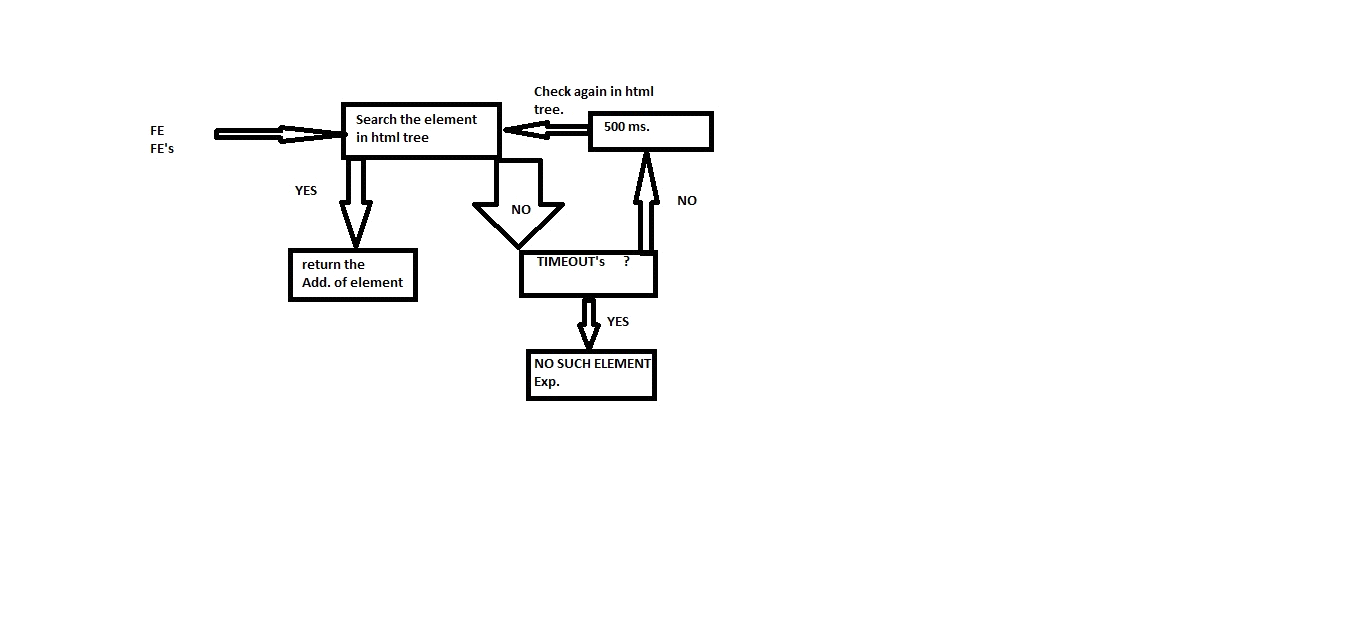 Check again in html
tree.
Search the element
in html tree
500 ms.
FE
FE's
YES
NO
NO
return the
Add. of element
TIMEOUT's ?
YES
NO SUCH ELEMENT
Exp.